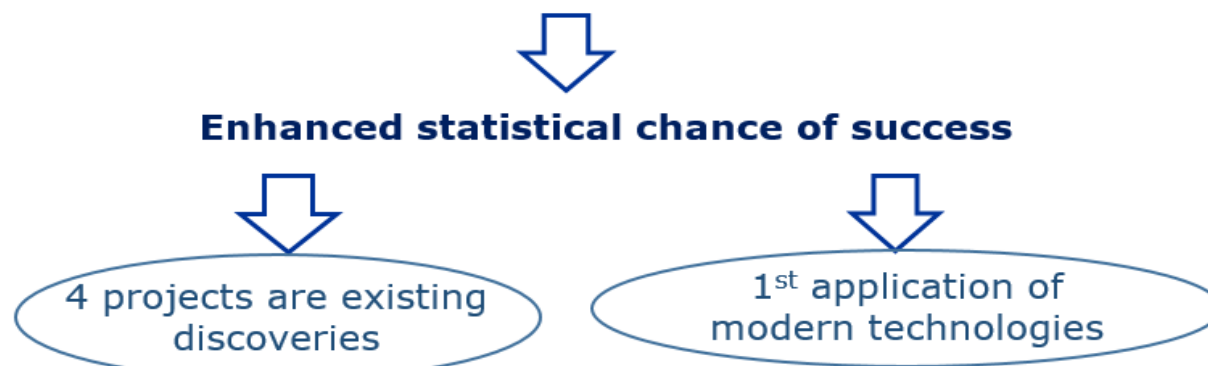 Enhanced statistical chance of success
4 projects are existing
discoveries
1st application of
modern technologies